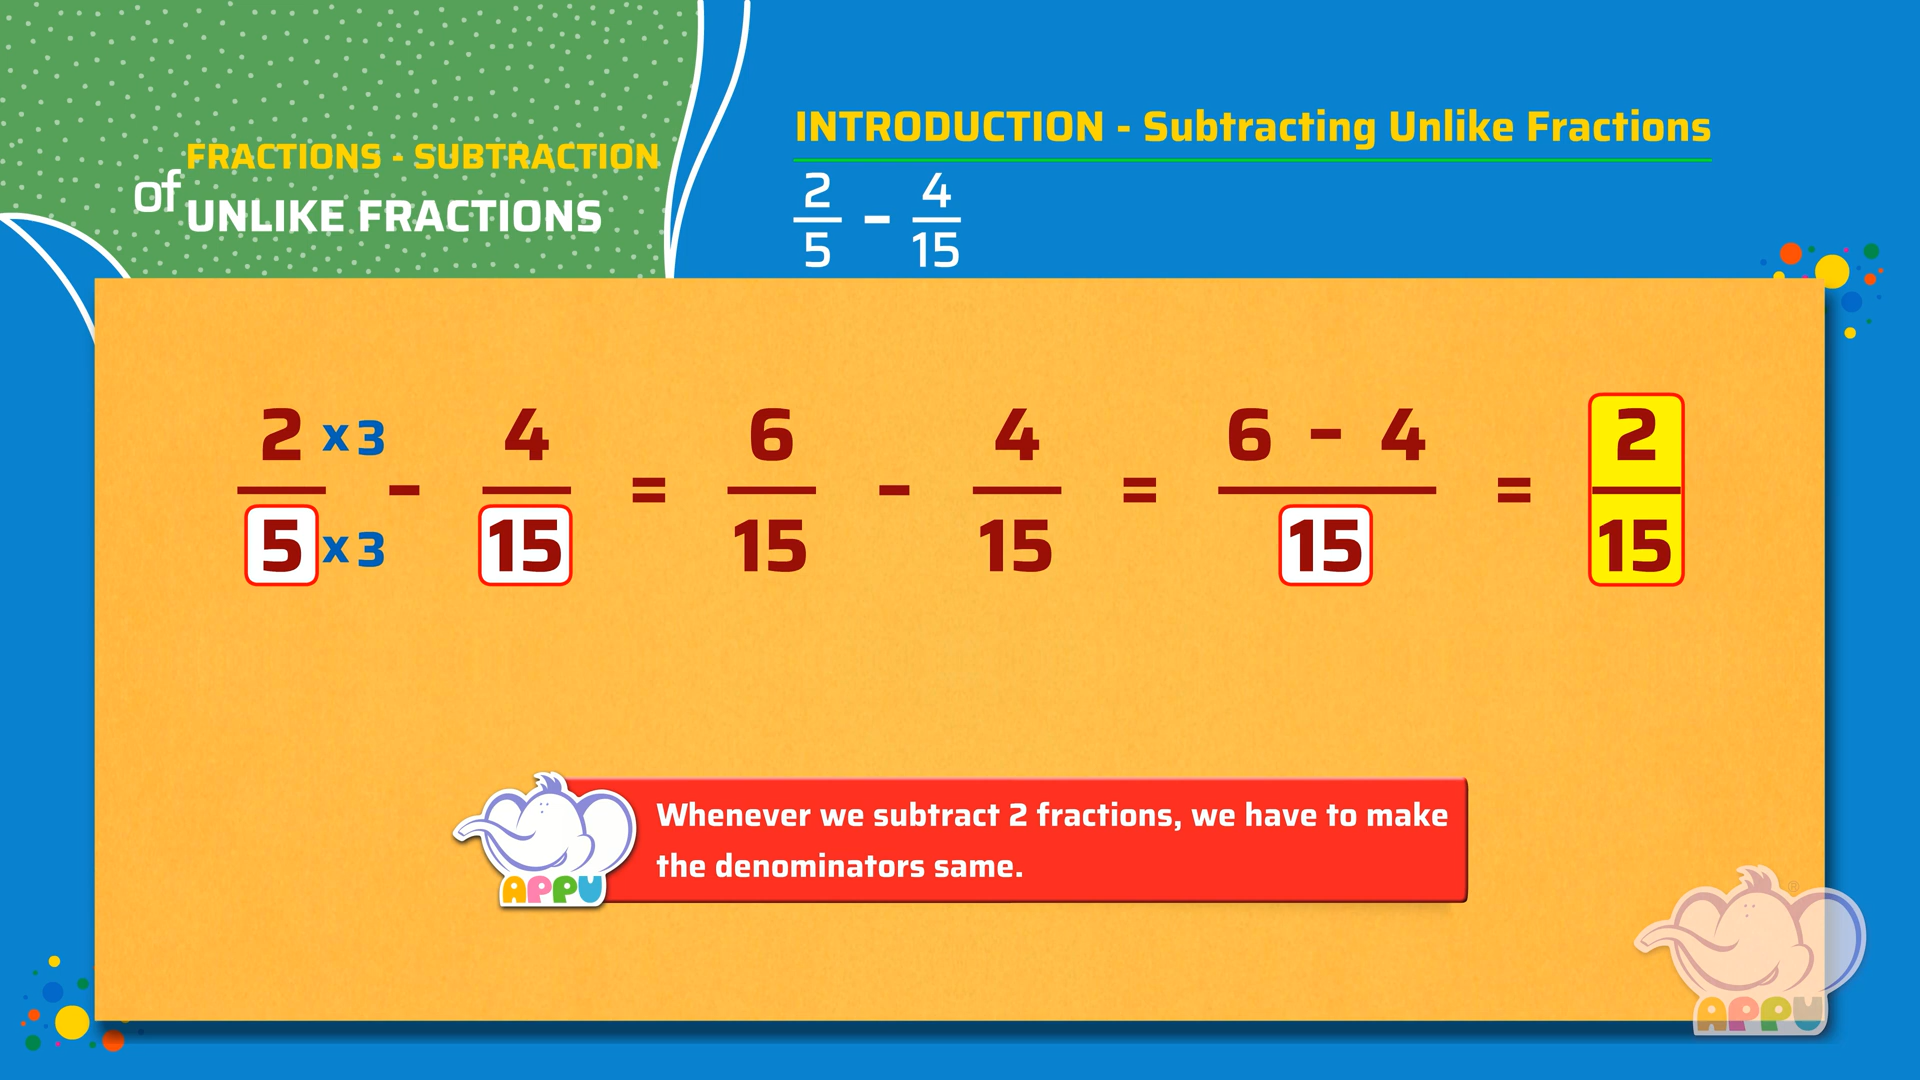 FRACTIONS - SUBTRACTION
of UNLIKE FRACTIONS
INTRODUCTION - Subtracting Unlike Fractions
2/5 - 4/15
2 x 3/5 x 3 - 4/15 = 6/15 - 4/15 = 6 - 4/15 = 2/15
Whenever we subtract 2 fractions, we have to make
the denominators same.
APPU
APPU